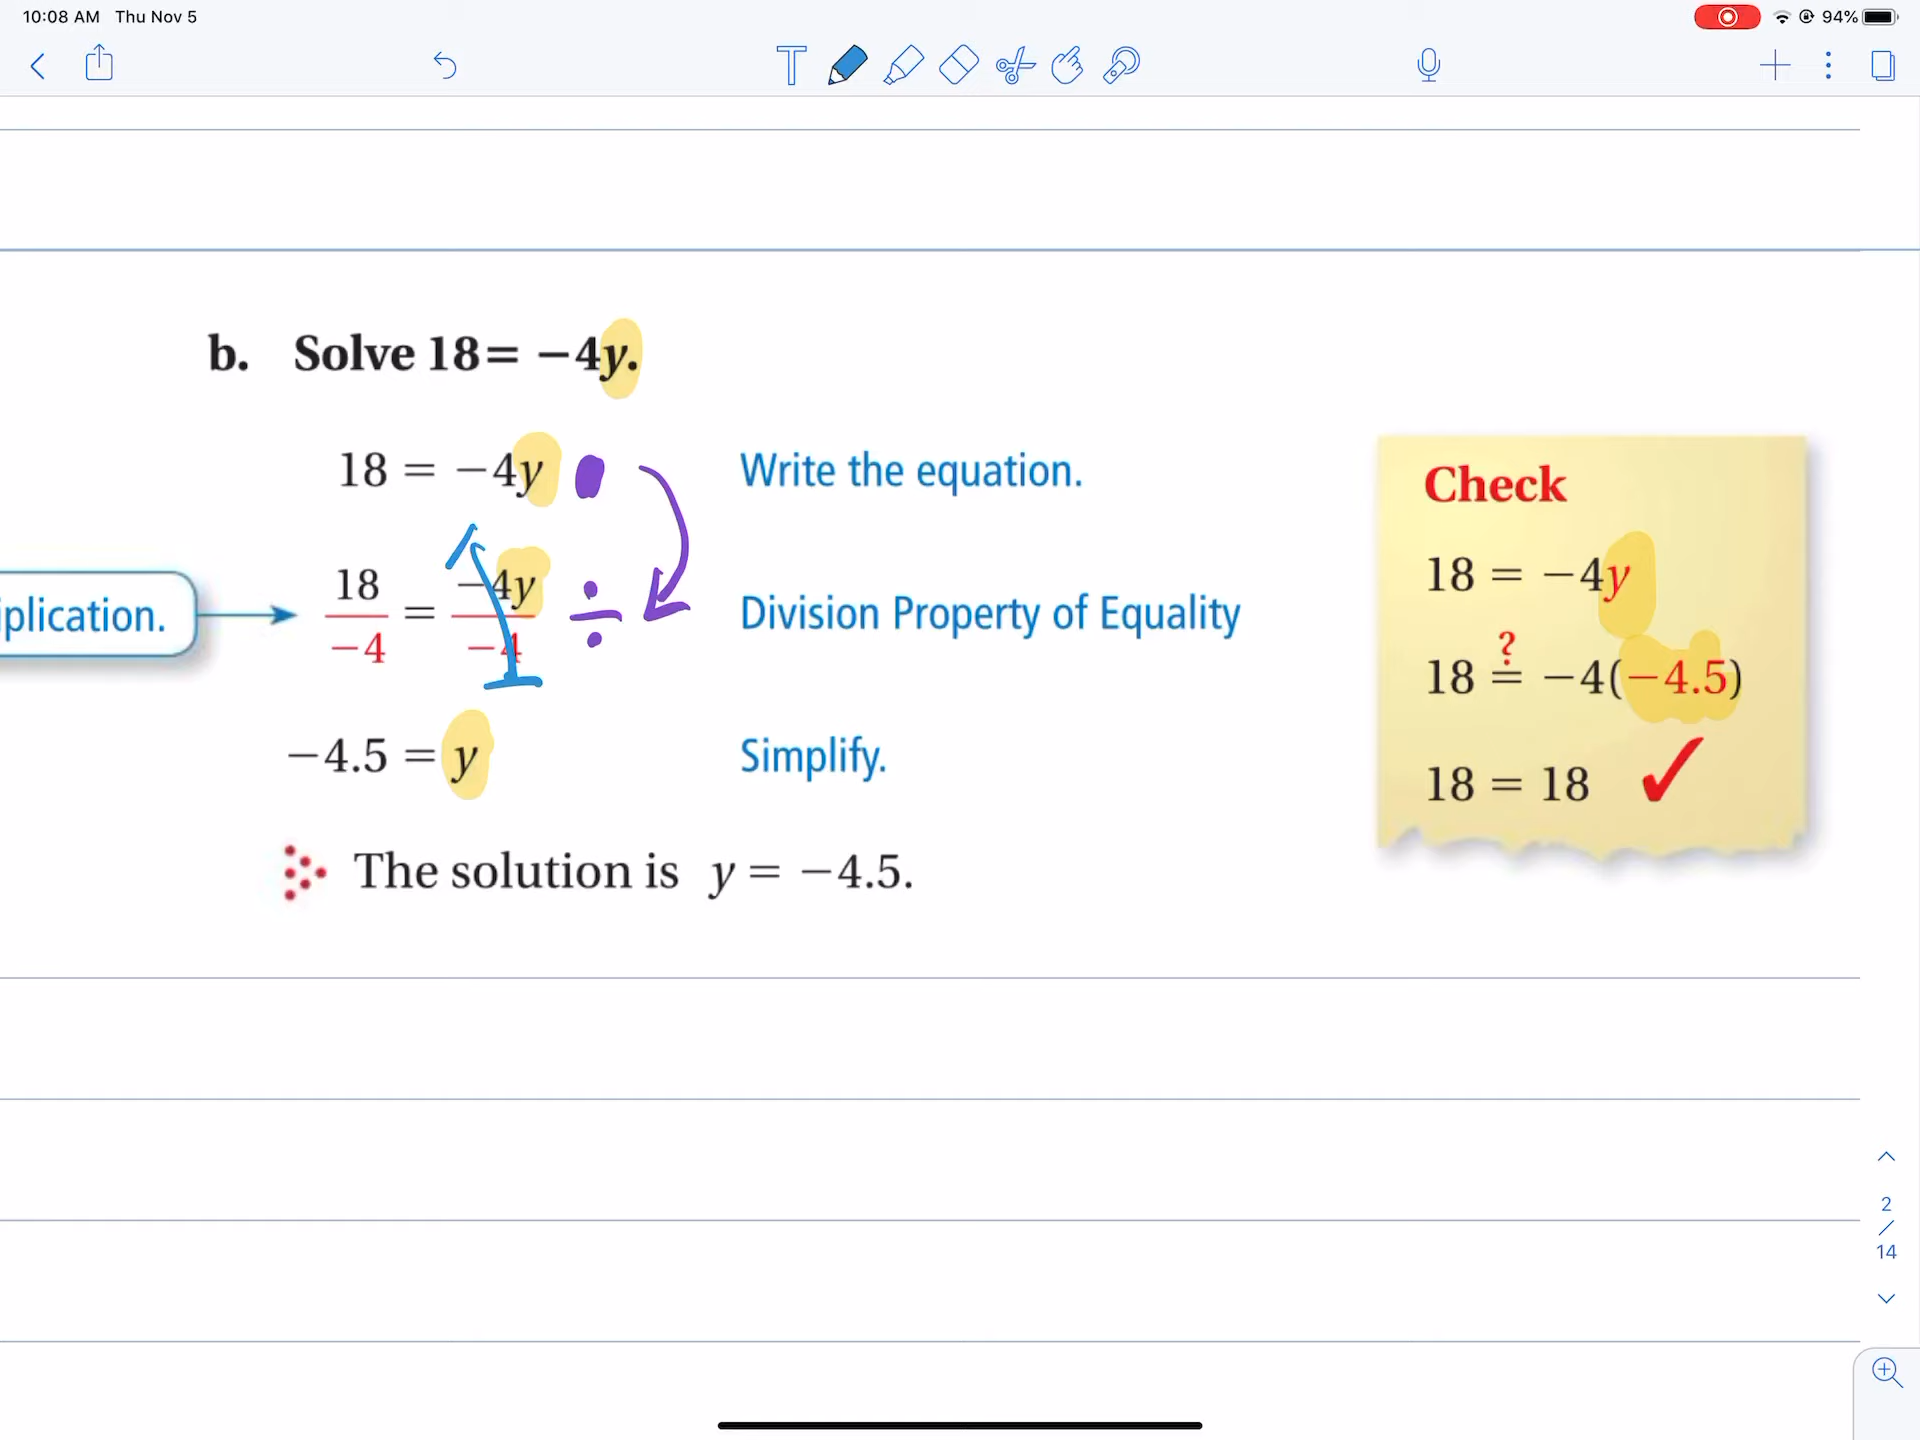 10:08 AM Thu Nov 5 94%
b. Solve 18 = −4y.
18 = −4y • Write the equation.
iplication. 18/−4 = −4y/−4 ÷ Division Property of Equality
−4.5 = y Simplify.
The solution is y = −4.5.
Check
18 = −4y
18 ≟ −4(−4.5)
18 = 18 ✓
2
/
14